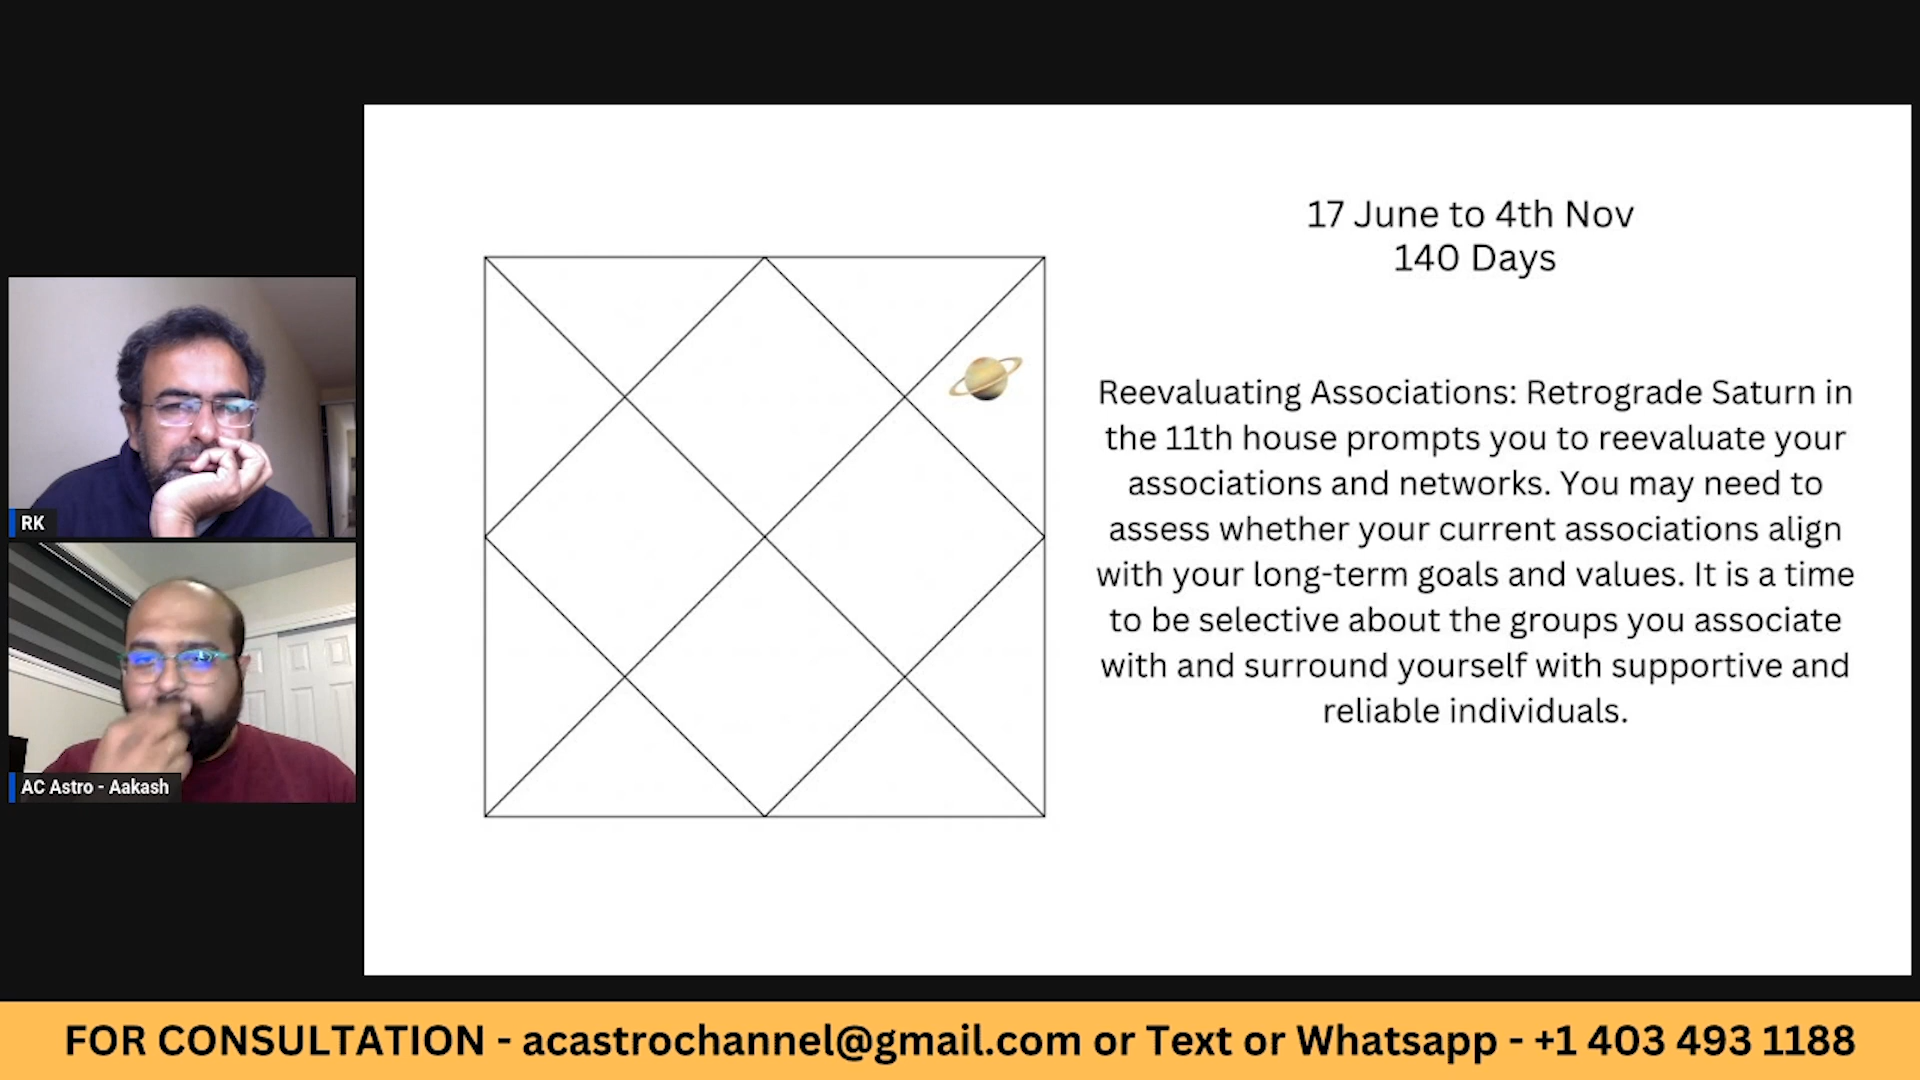 17 June to 4th Nov
140 Days
Reevaluating Associations: Retrograde Saturn in
the 11th house prompts you to reevaluate your
associations and networks. You may need to
assess whether your current associations align
with your long-term goals and values. It is a time
to be selective about the groups you associate
with and surround yourself with supportive and
reliable individuals.
RK
AC Astro - Aakash
FOR CONSULTATION - acastrochannel@gmail.com or Text or Whatsapp - +1 403 493 1188